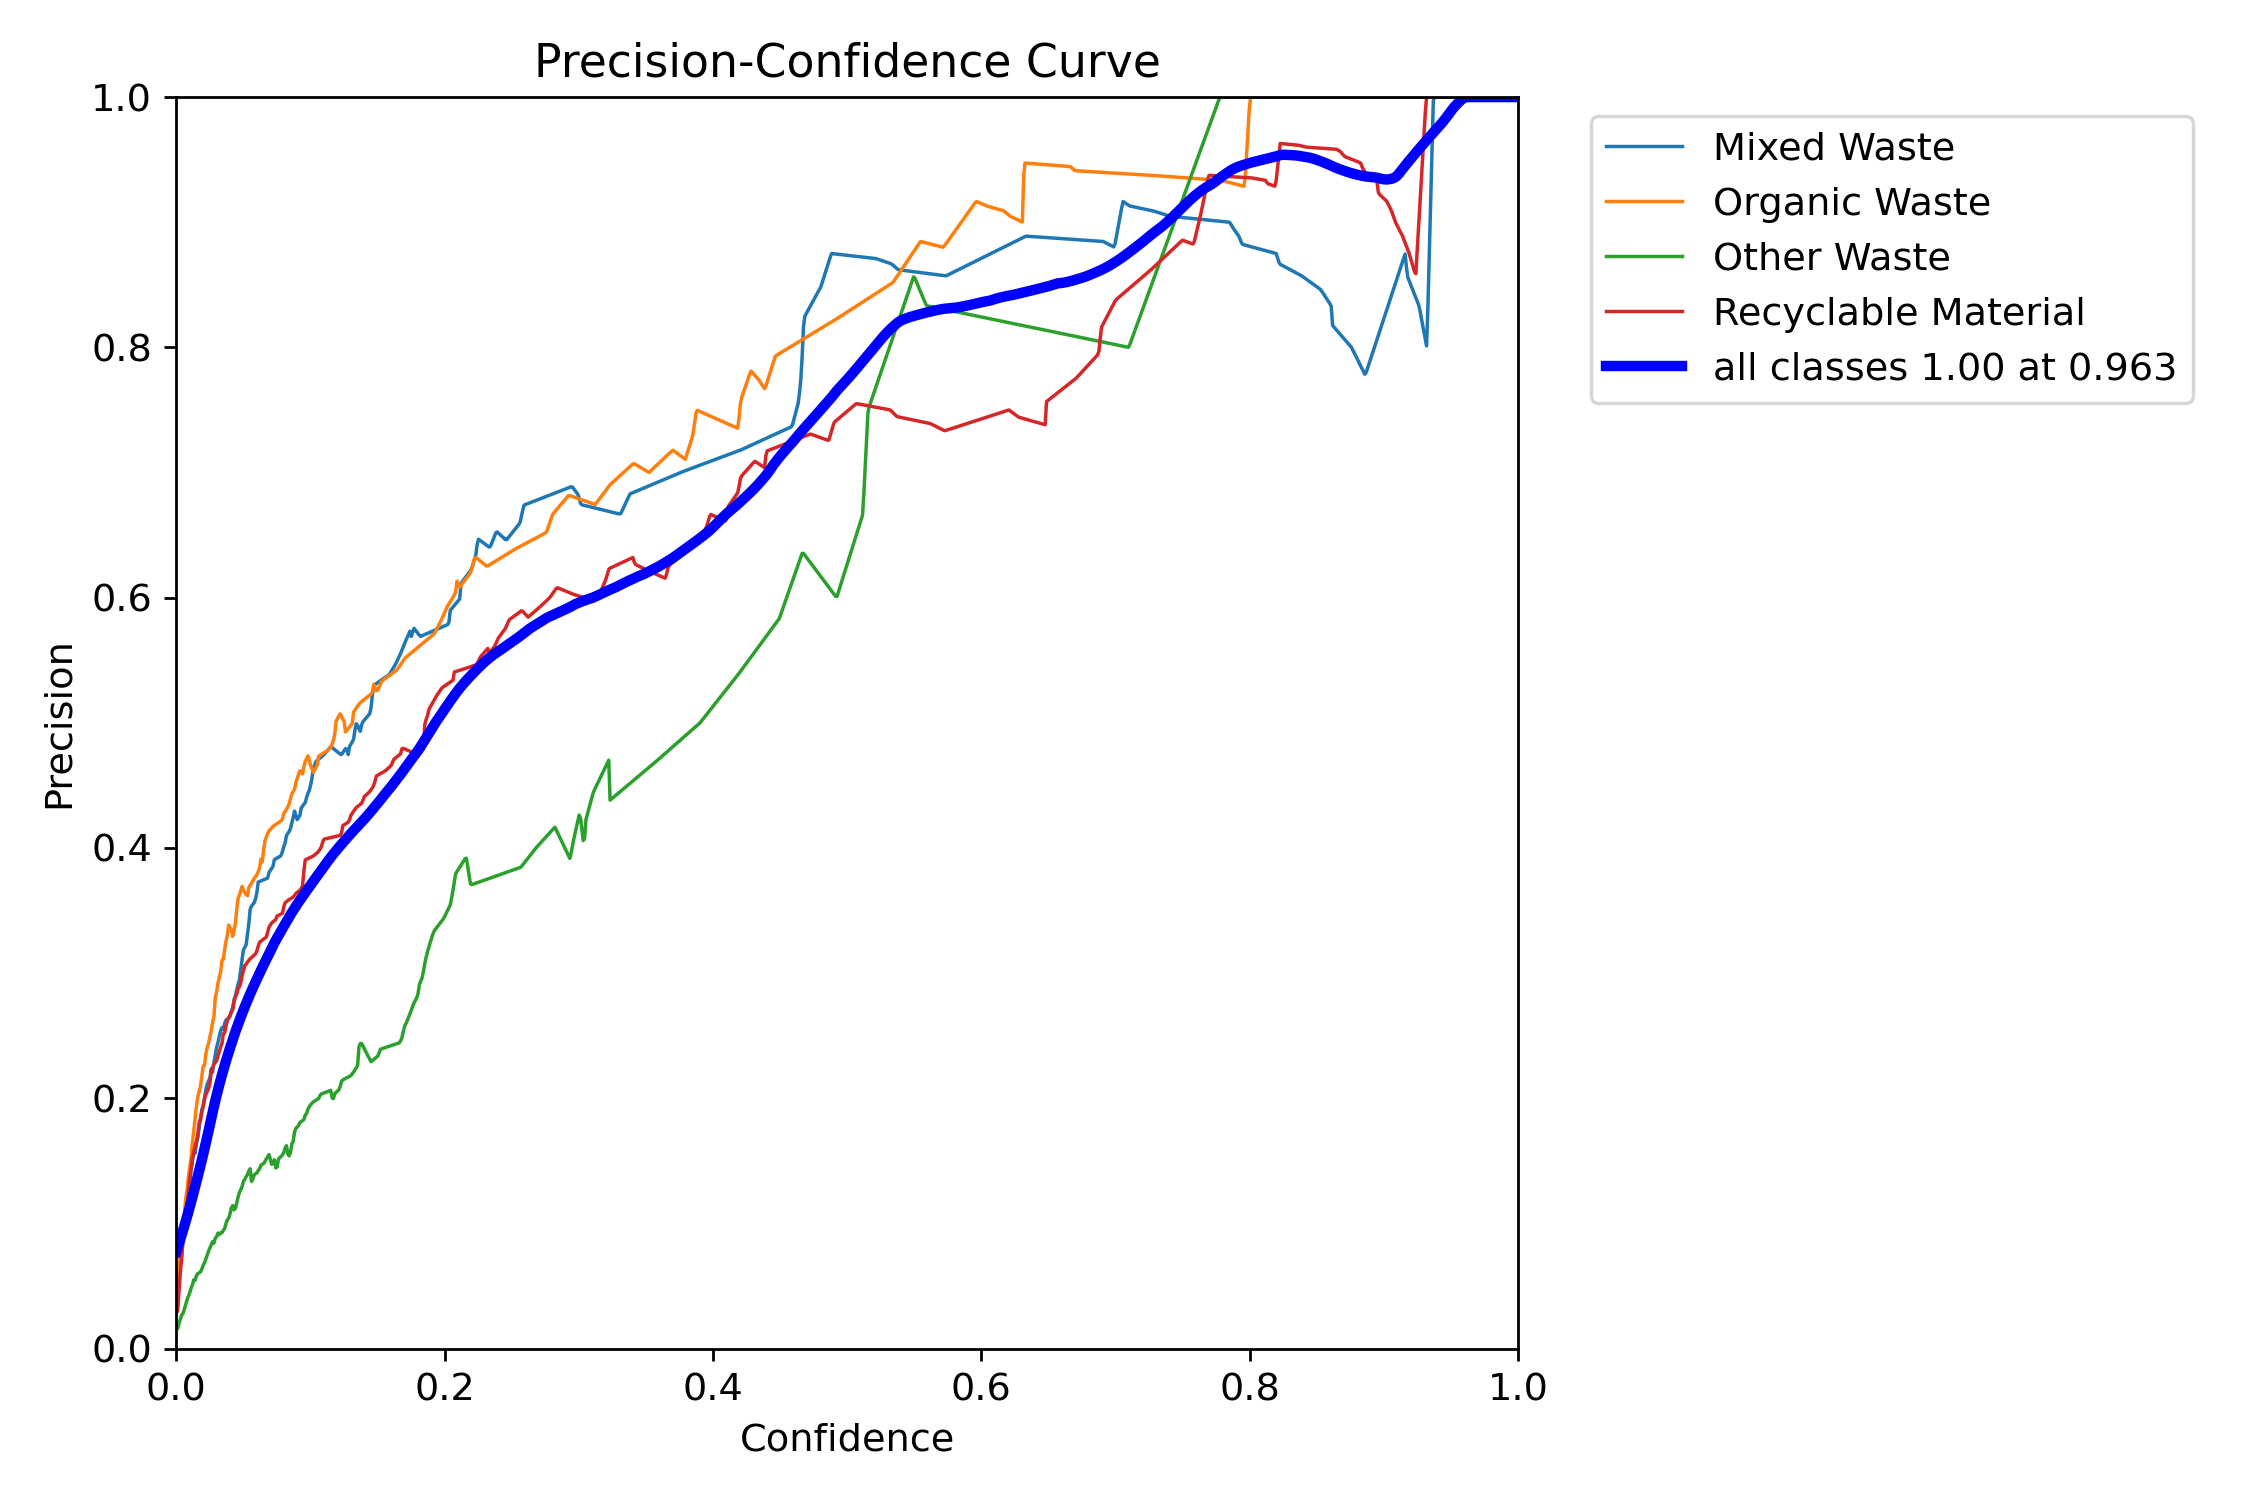 Precision-Confidence Curve
1.0
0.8
0.6
0.4
0.2
0.0
Precision
0.0 0.2 0.4 0.6 0.8 1.0
Confidence
Mixed Waste
Organic Waste
Other Waste
Recyclable Material
all classes 1.00 at 0.963